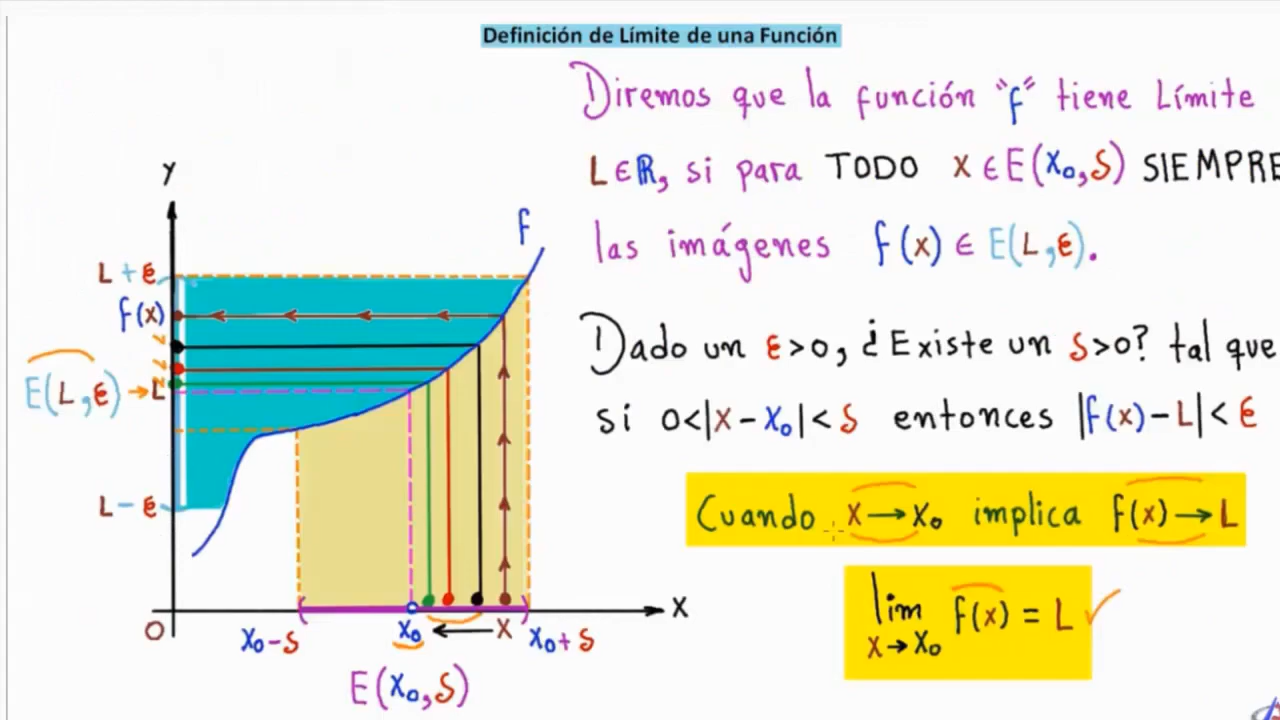 Definición de Límite de una Función
Diremos que la función "f" tiene Límite
L∈ℝ, si para TODO x∈E(x₀,S) SIEMPRE
las imágenes f(x) ∈ E(L,ϵ).
Dado un ϵ>0, ¿Existe un S>0? tal que
si 0<|x-x₀|<S entonces |f(x)-L|<ϵ
Cuando x→x₀ implica f(x)→L
lim f(x) = L
x→x₀
Y
f
L+ϵ
f(x)
E(L,ϵ)→L
L-ϵ
O
x₀-S
x₀
X
x₀+S
X
E(x₀,S)